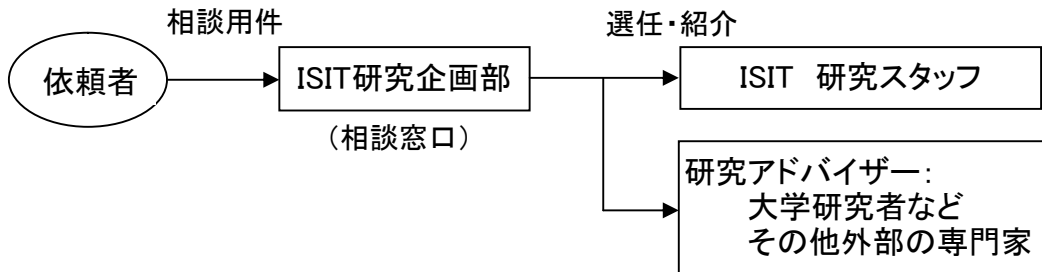 相談用件
選任・紹介
依頼者
ISIT研究企画部
ISIT　研究スタッフ
（相談窓口）
研究アドバイザー：
大学研究者など
その他外部の専門家